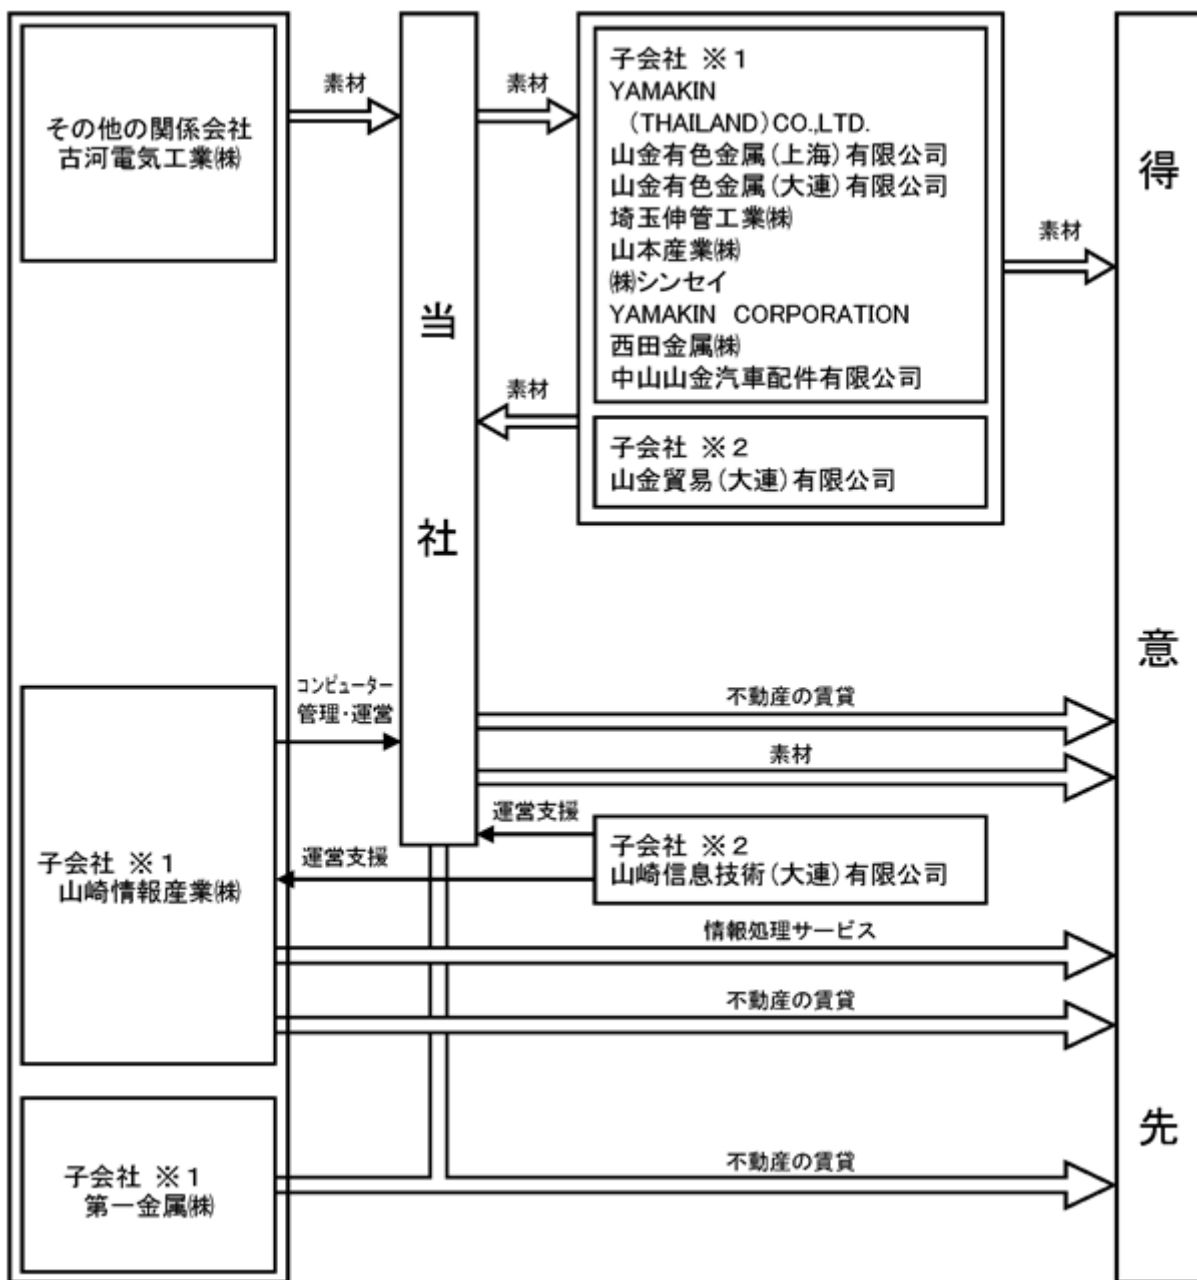 その他の関係会社
古河電気工業㈱
素材
当社
素材
子会社 ※1
YAMAKIN
(THAILAND)CO.,LTD.
山金有色金属(上海)有限公司
山金有色金属(大連)有限公司
埼玉伸管工業㈱
山本産業㈱
㈱シンセイ
YAMAKIN CORPORATION
西田金属㈱
中山山金汽車配件有限公司
素材
子会社 ※2
山金貿易(大連)有限公司
素材
得意先
コンピューター
管理・運営
不動産の賃貸
素材
運営支援
子会社 ※2
山崎信息技術(大連)有限公司
運営支援
子会社 ※1
山崎情報産業㈱
情報処理サービス
不動産の賃貸
子会社 ※1
第一金属㈱
不動産の賃貸